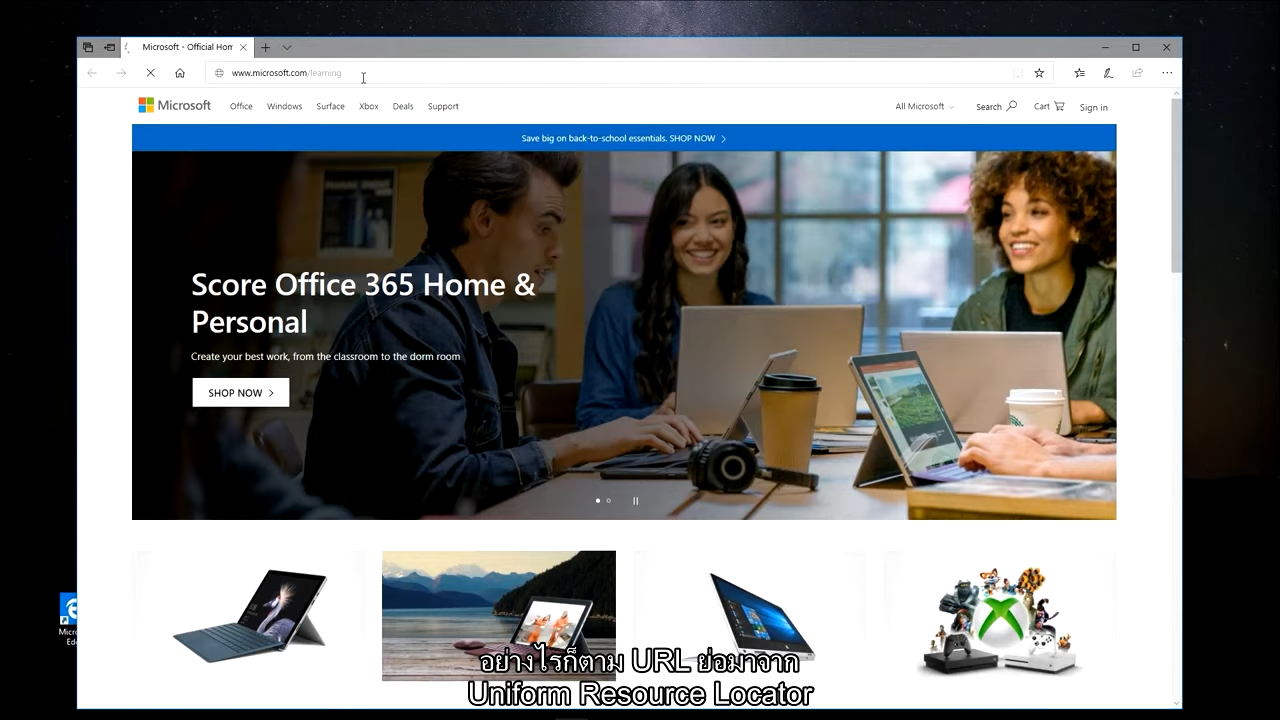 Microsoft - Official Hom
www.microsoft.com/learning
Microsoft
Office
Windows
Surface
Xbox
Deals
Support
All Microsoft
Search
Cart
Sign in
Save big on back-to-school essentials. SHOP NOW
Score Office 365 Home &
Personal
Create your best work, from the classroom to the dorm room
SHOP NOW
Micro
Ed
อย่างไรก็ตาม URL ย่อมาจาก
Uniform Resource Locator